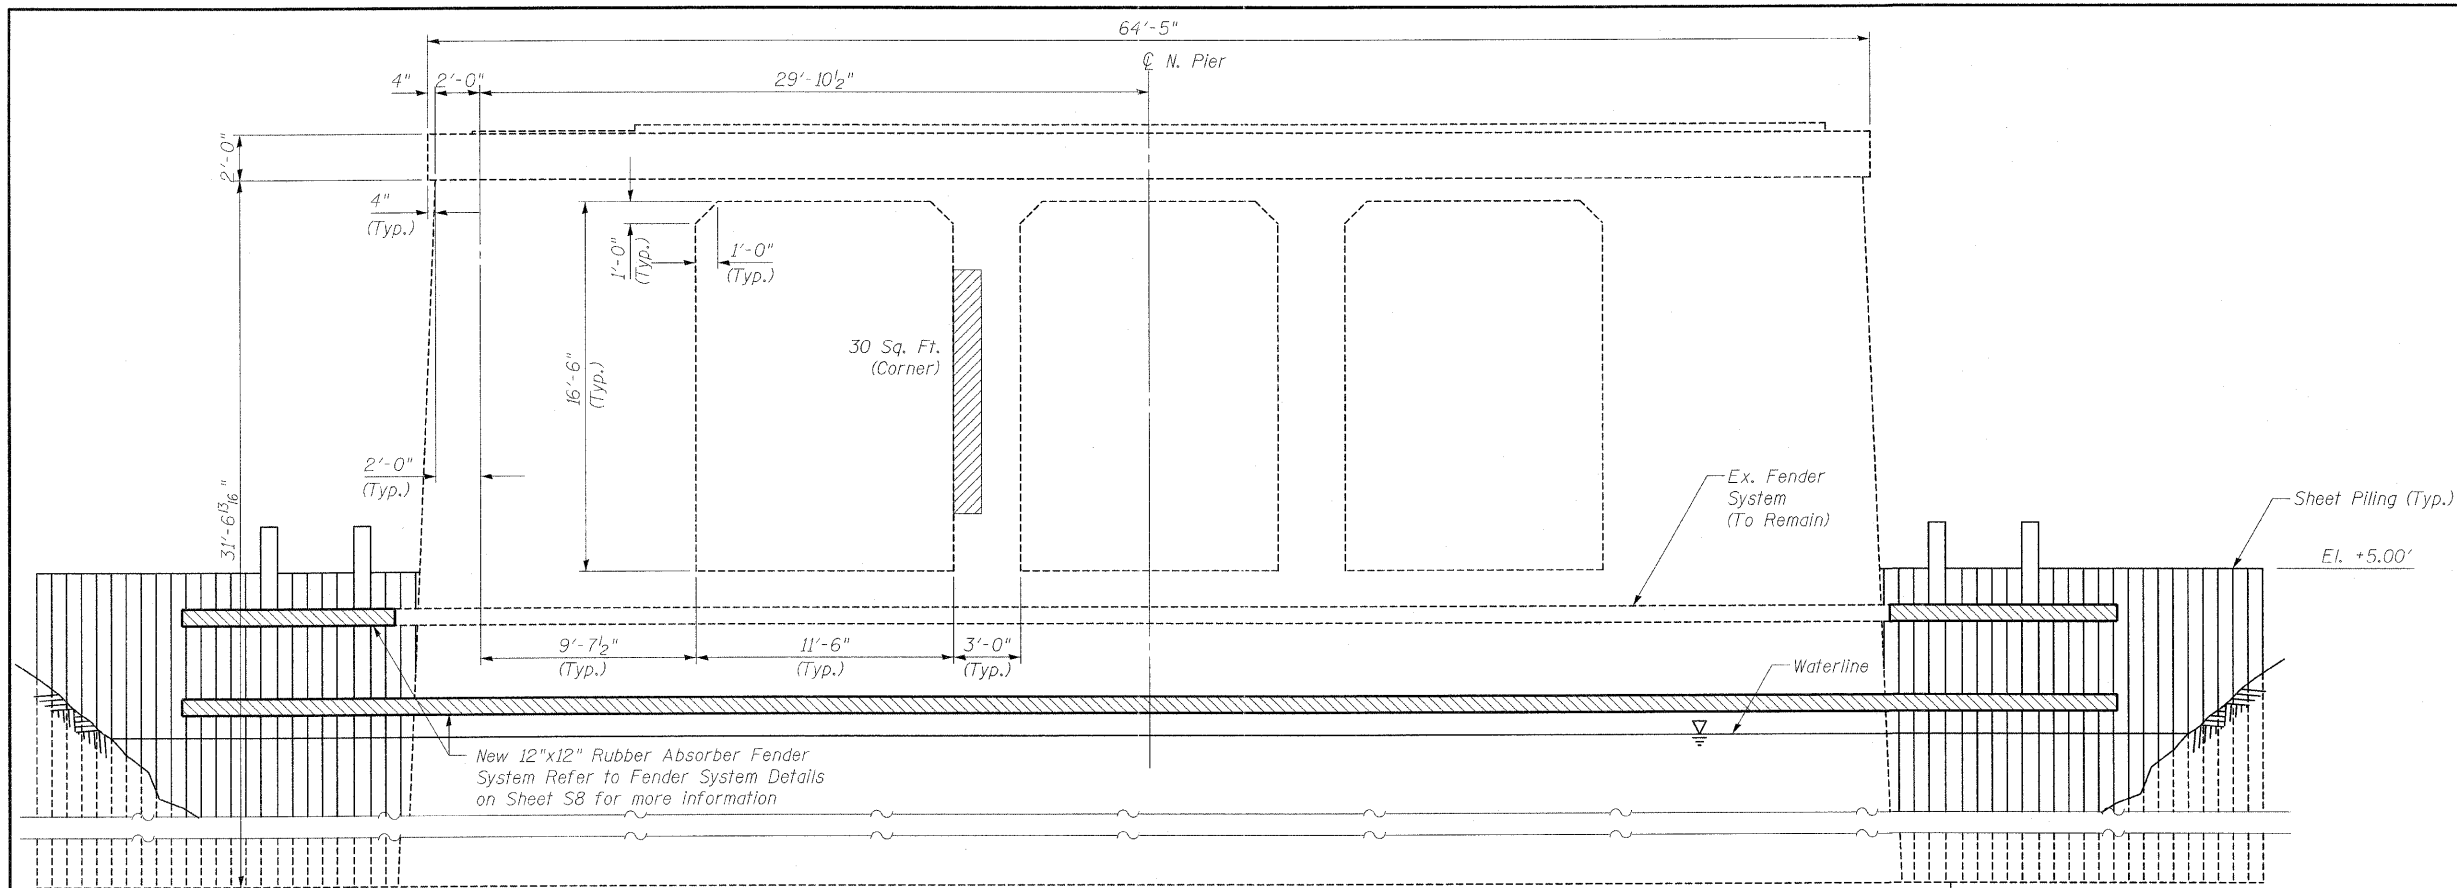 64'-5"
℄ N. Pier
4"
2'-0"
29'-10½"
2'-0"
4"
(Typ.)
1'-0"
(Typ.)
1'-0"
(Typ.)
16'-6"
(Typ.)
30 Sq. Ft.
(Corner)
2'-0"
(Typ.)
31'-6 13/16"
Ex. Fender
System
(To Remain)
Sheet Piling (Typ.)
El. +5.00'
9'-7½"
(Typ.)
11'-6"
(Typ.)
3'-0"
(Typ.)
Waterline
New 12"x12" Rubber Absorber Fender
System Refer to Fender System Details
on Sheet S8 for more information